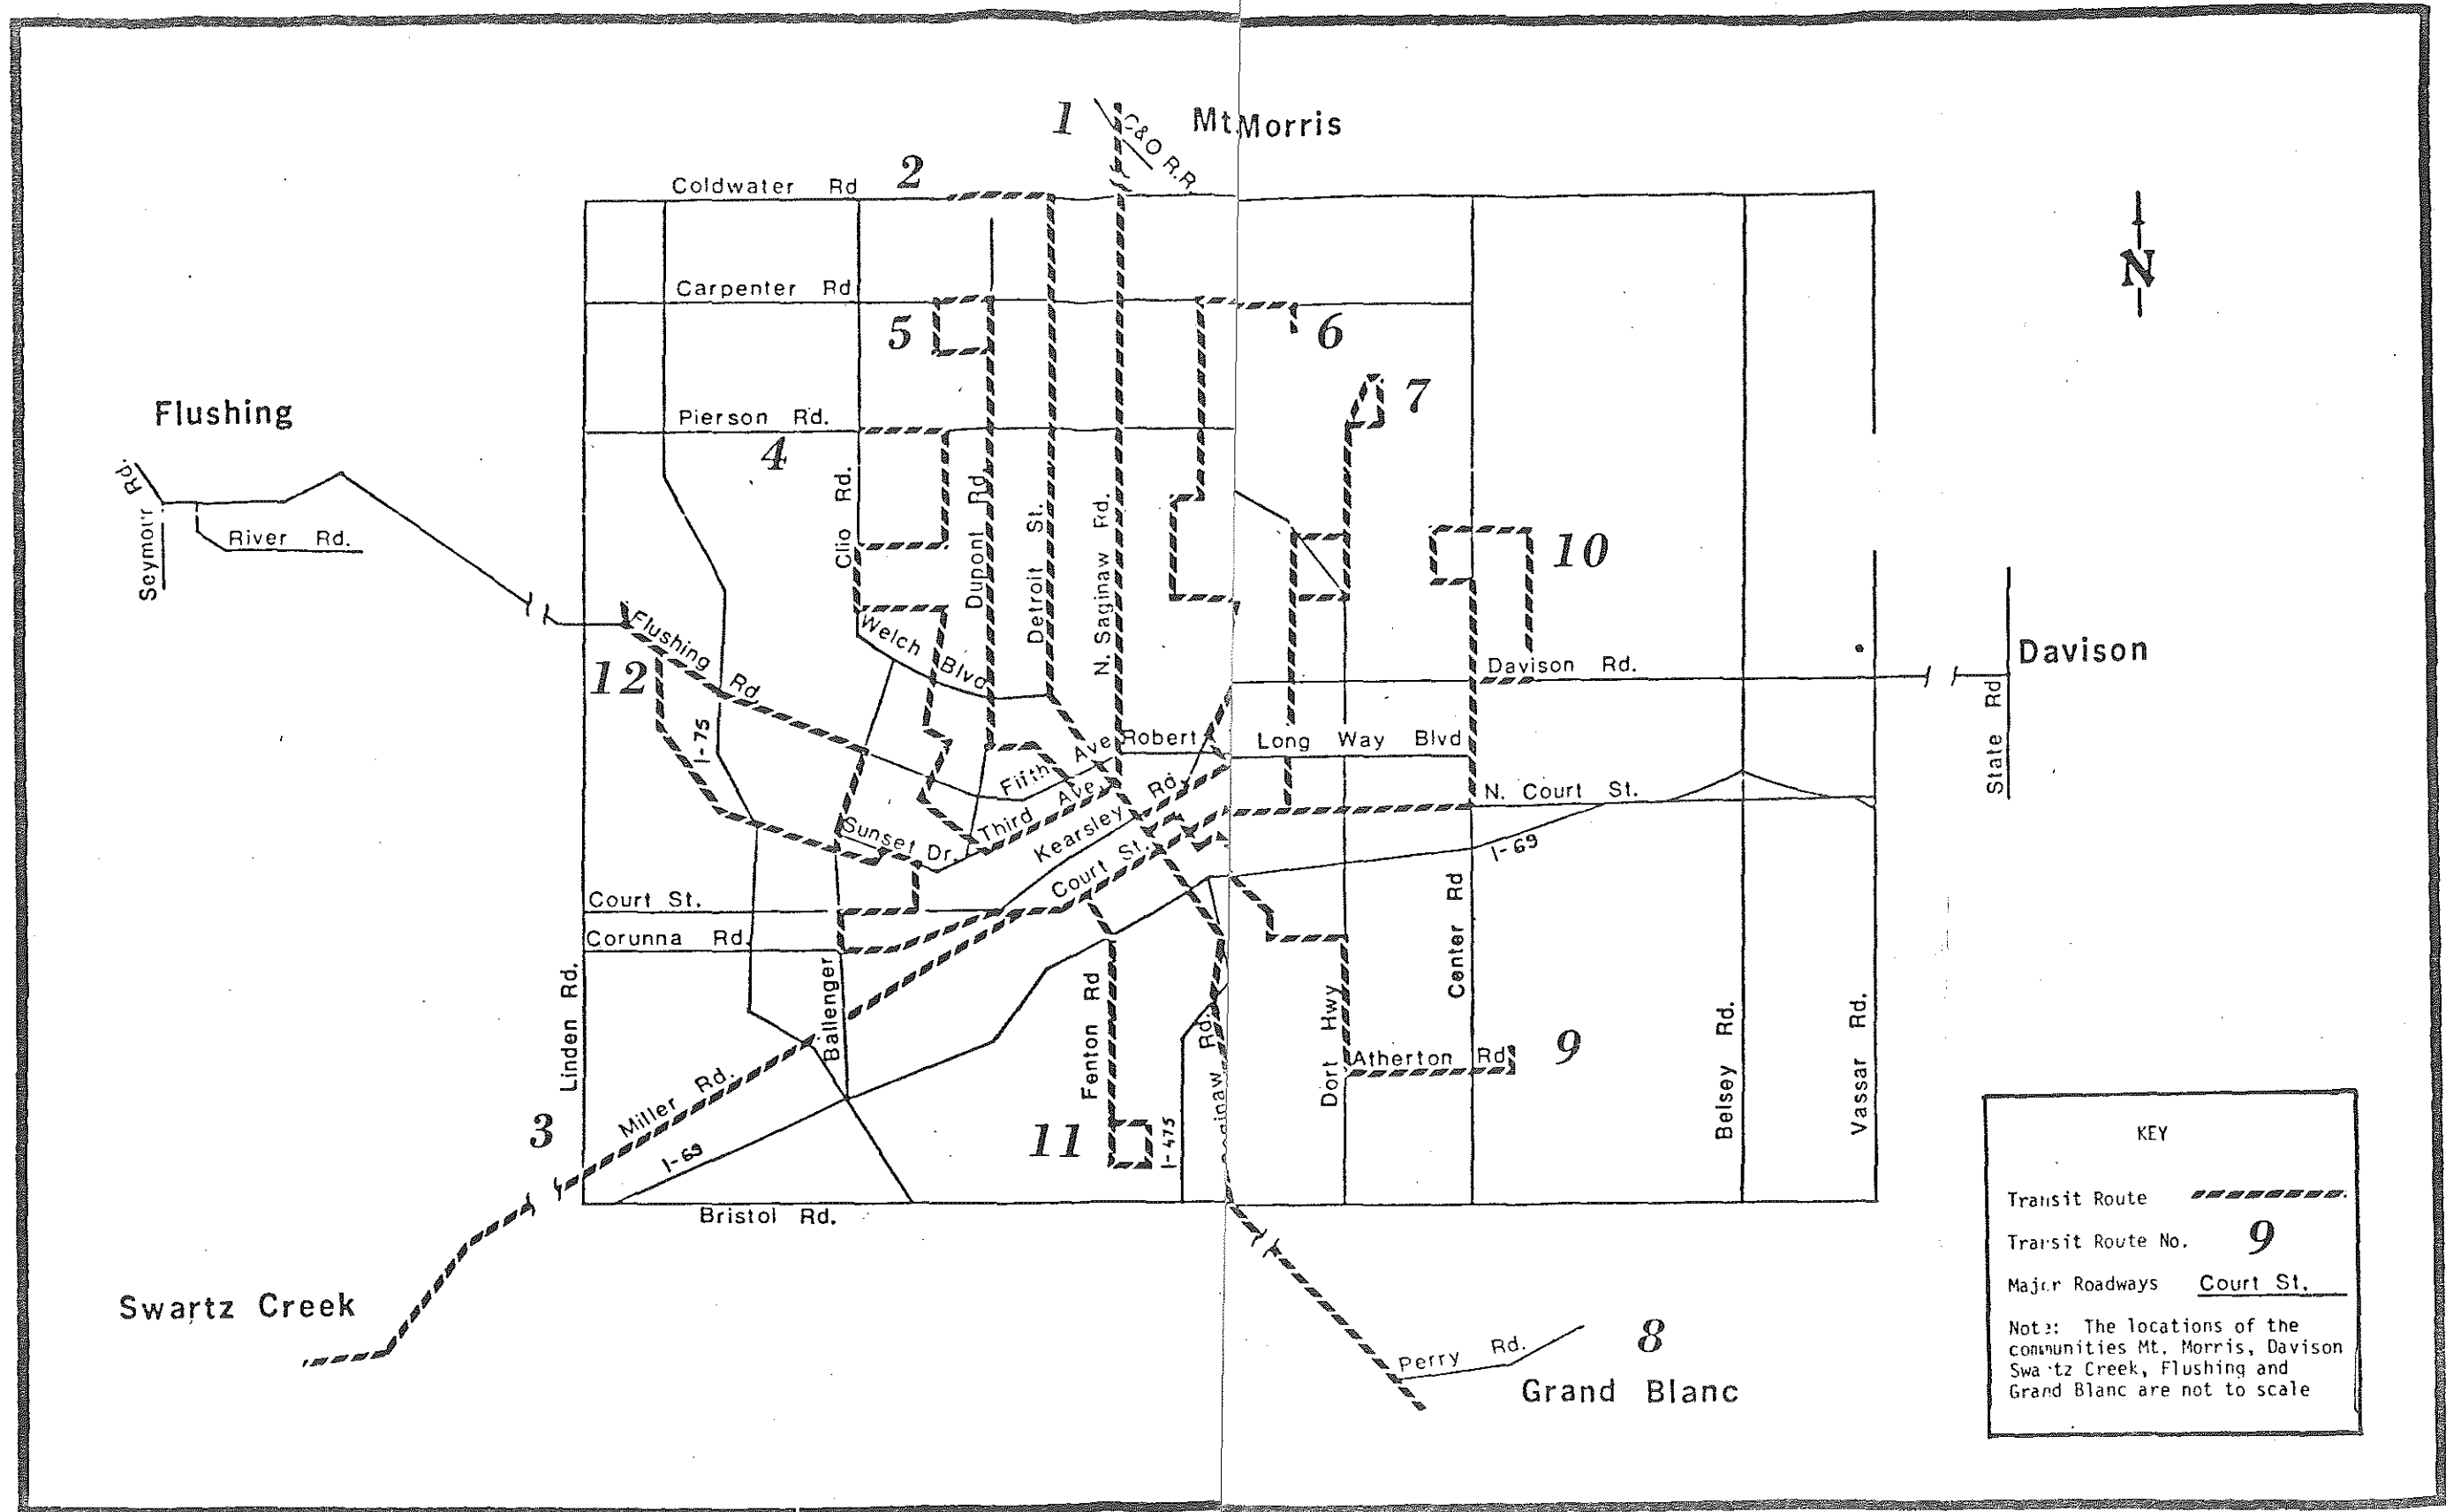 1
Mt. Morris
C&O R.R.
Coldwater Rd
2
Carpenter Rd
5
6
7
Flushing
Pierson Rd.
4
Seymour Rd.
River Rd.
Clio Rd.
Dupont Rd
Detroit St.
N. Saginaw Rd.
10
Flushing Rd
12
Welch Blvd
Davison Rd.
Davison
State Rd
I-75
Fifth Ave
Robert Long Way Blvd
Third Ave.
Kearsley Rd.
N. Court St.
Sunset Dr.
Court St.
I-69
Court St.
Corunna Rd.
Linden Rd.
Ballenger
Fenton Rd
Rd.
Dort Hwy
Center Rd
Atherton Rd
9
Belsey Rd.
Vassar Rd.
Miller Rd.
3
I-69
11
I-475
Bristol Rd.
Swartz Creek
Perry Rd.
8
Grand Blanc
N
KEY
Transit Route
Transit Route No. 9
Major Roadways Court St.
Note: The locations of the
communities Mt. Morris, Davison
Swartz Creek, Flushing and
Grand Blanc are not to scale